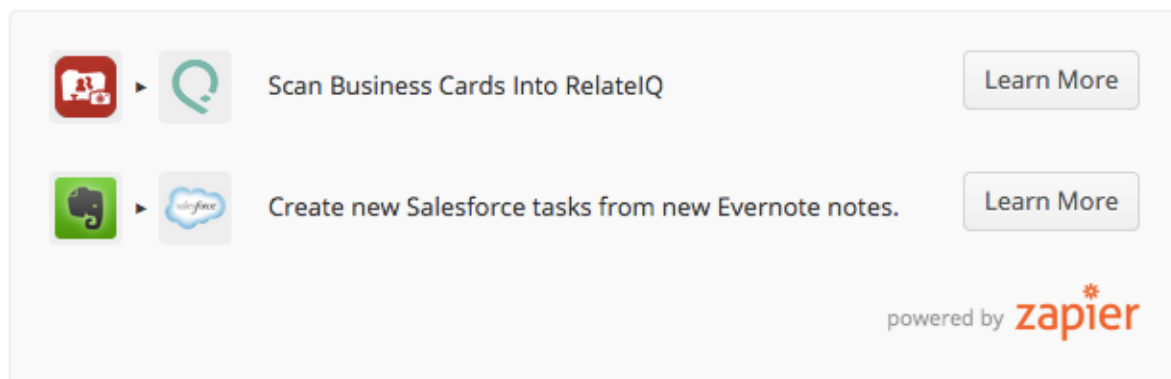 Scan Business Cards Into RelateIQ
Learn More
salesforce
Create new Salesforce tasks from new Evernote notes.
Learn More
powered by zapier